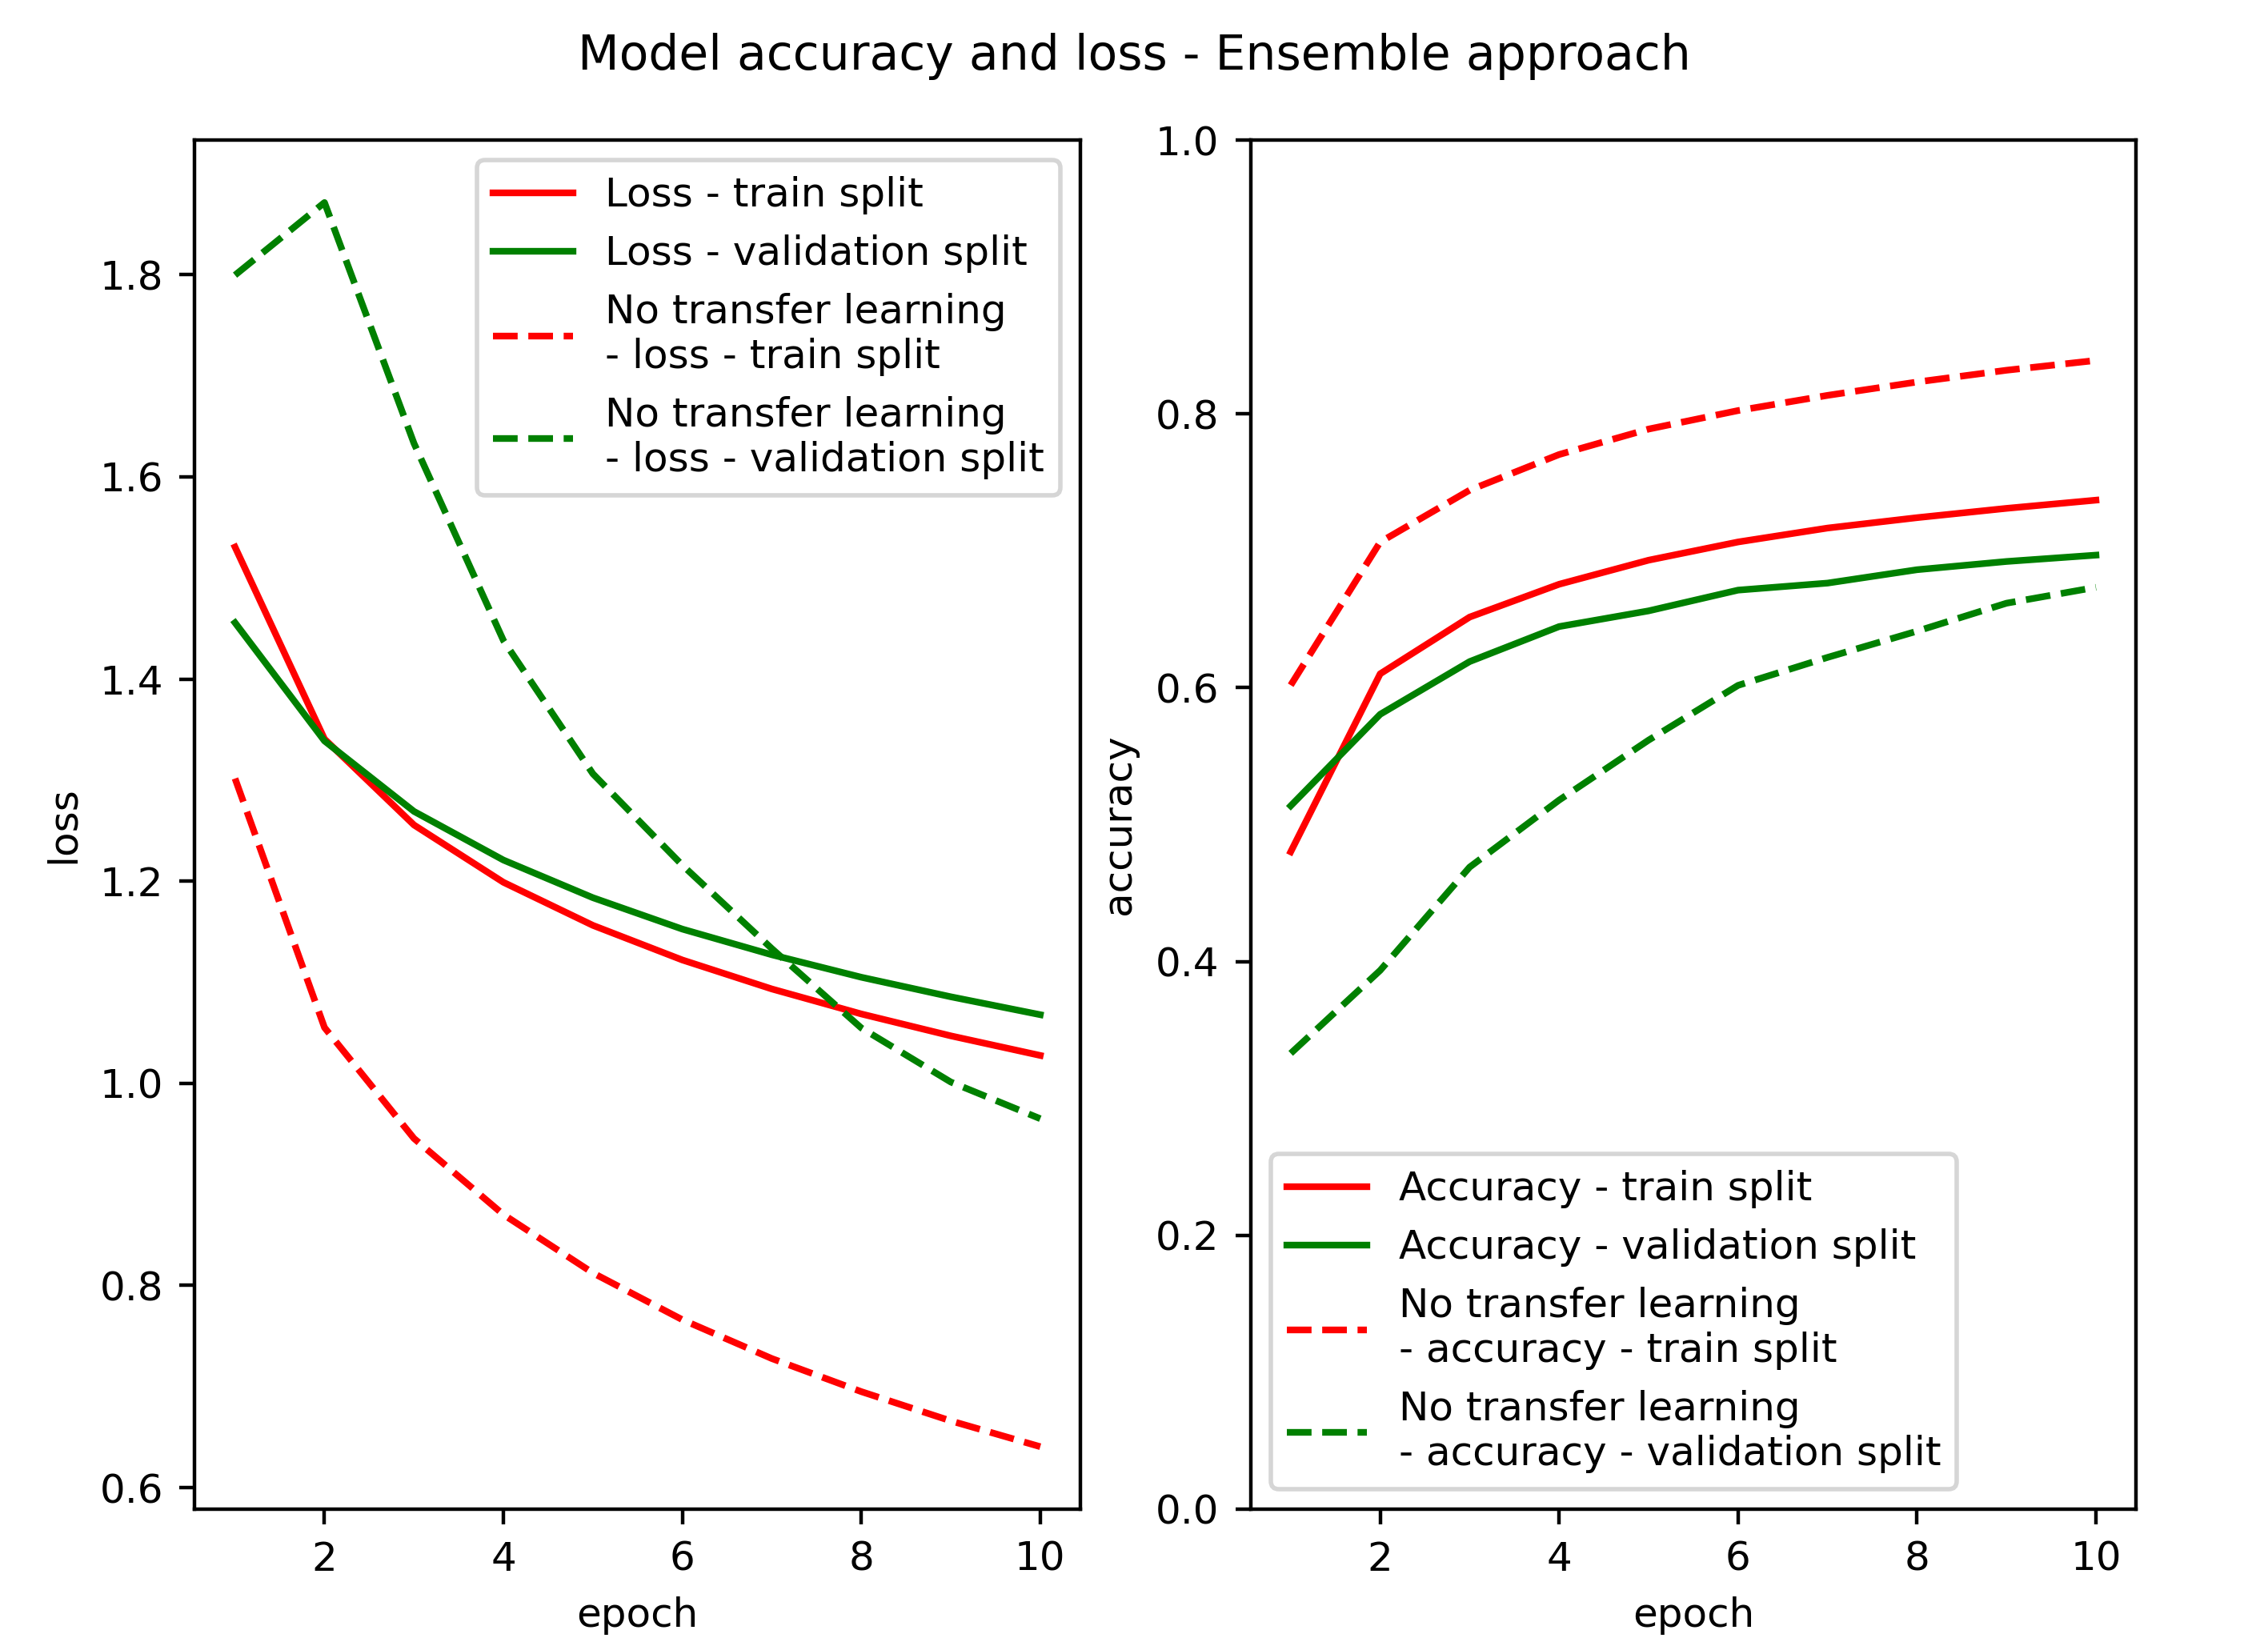 Model accuracy and loss - Ensemble approach
Loss - train split
Loss - validation split
No transfer learning
- loss - train split
No transfer learning
- loss - validation split
1.8
1.6
1.4
1.2
1.0
0.8
0.6
loss
2 4 6 8 10
epoch
1.0
0.8
0.6
0.4
0.2
0.0
accuracy
Accuracy - train split
Accuracy - validation split
No transfer learning
- accuracy - train split
No transfer learning
- accuracy - validation split
2 4 6 8 10
epoch